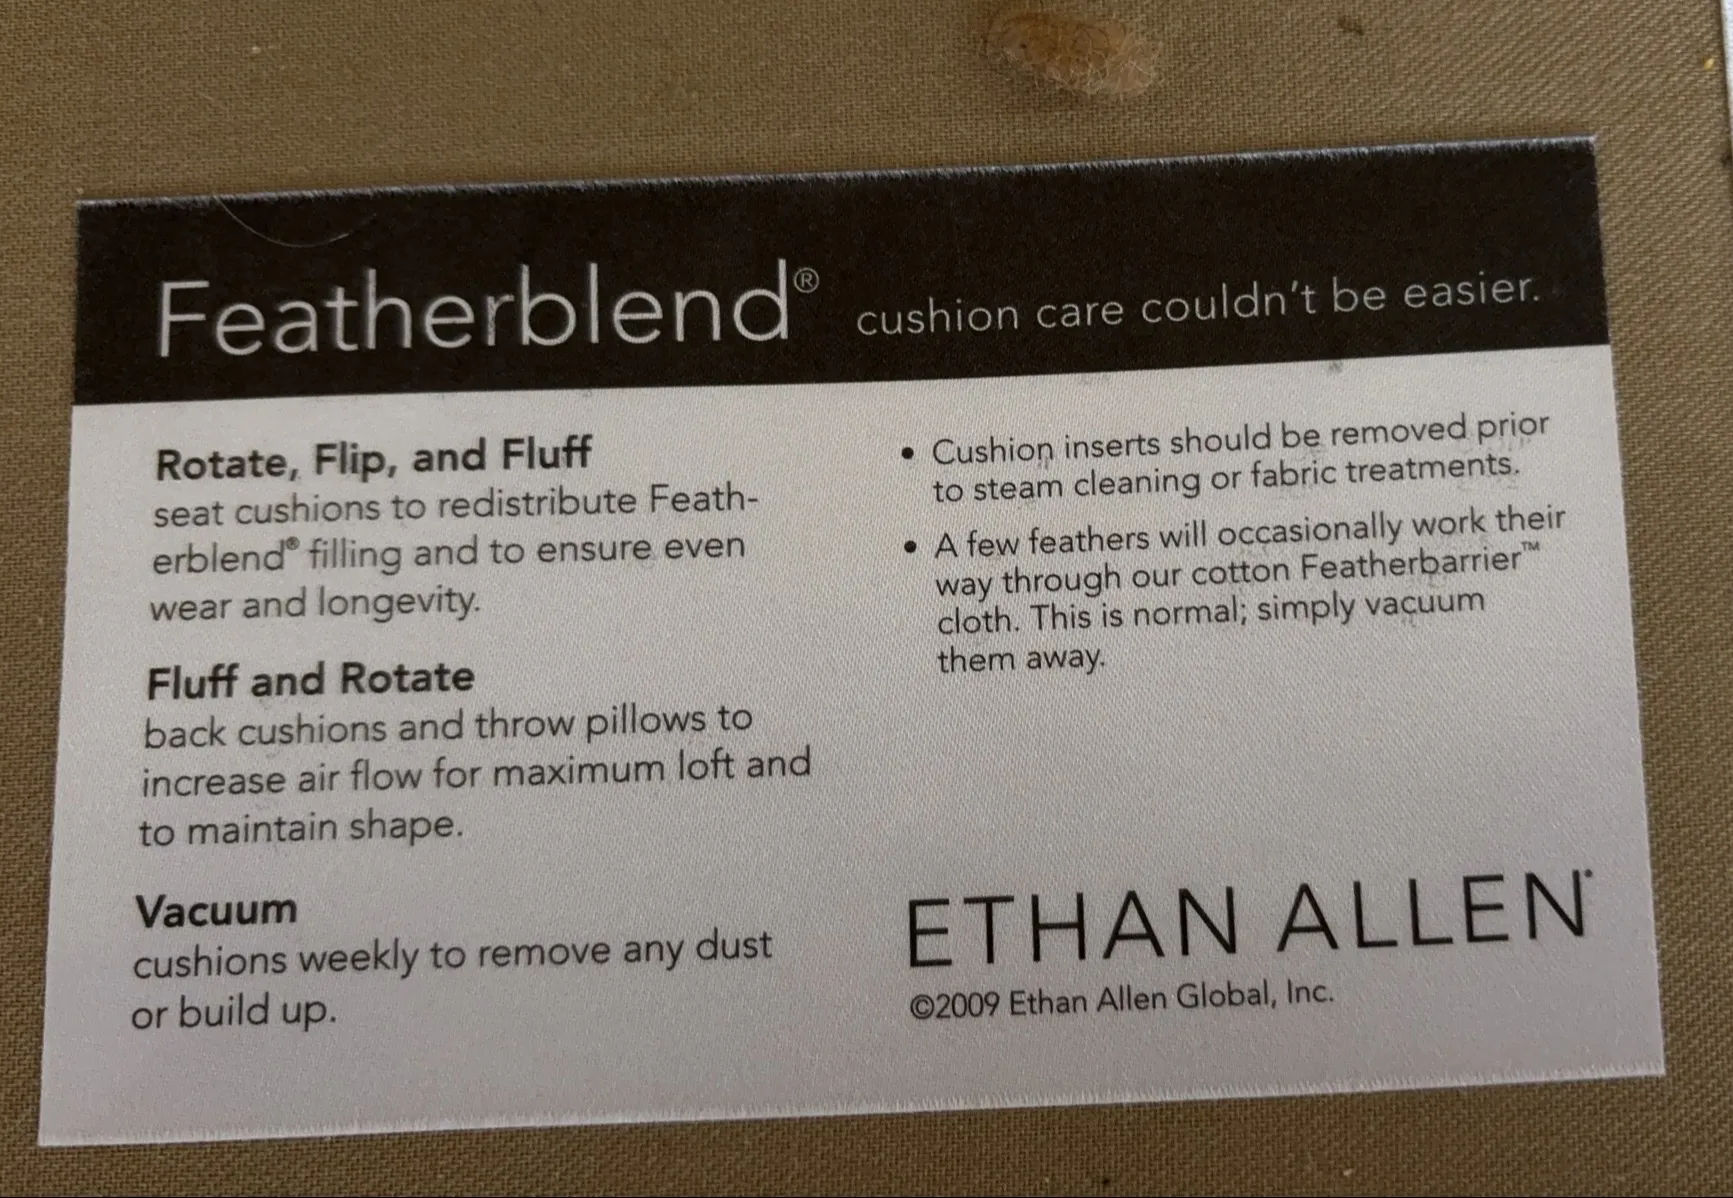 Featherblend® cushion care couldn't be easier.
Rotate, Flip, and Fluff
seat cushions to redistribute Feath-
erblend® filling and to ensure even
wear and longevity.
Fluff and Rotate
back cushions and throw pillows to
increase air flow for maximum loft and
to maintain shape.
Vacuum
cushions weekly to remove any dust
or build up.
• Cushion inserts should be removed prior
to steam cleaning or fabric treatments.
• A few feathers will occasionally work their
way through our cotton Featherbarrier™
cloth. This is normal; simply vacuum
them away.
ETHAN ALLEN®
©2009 Ethan Allen Global, Inc.